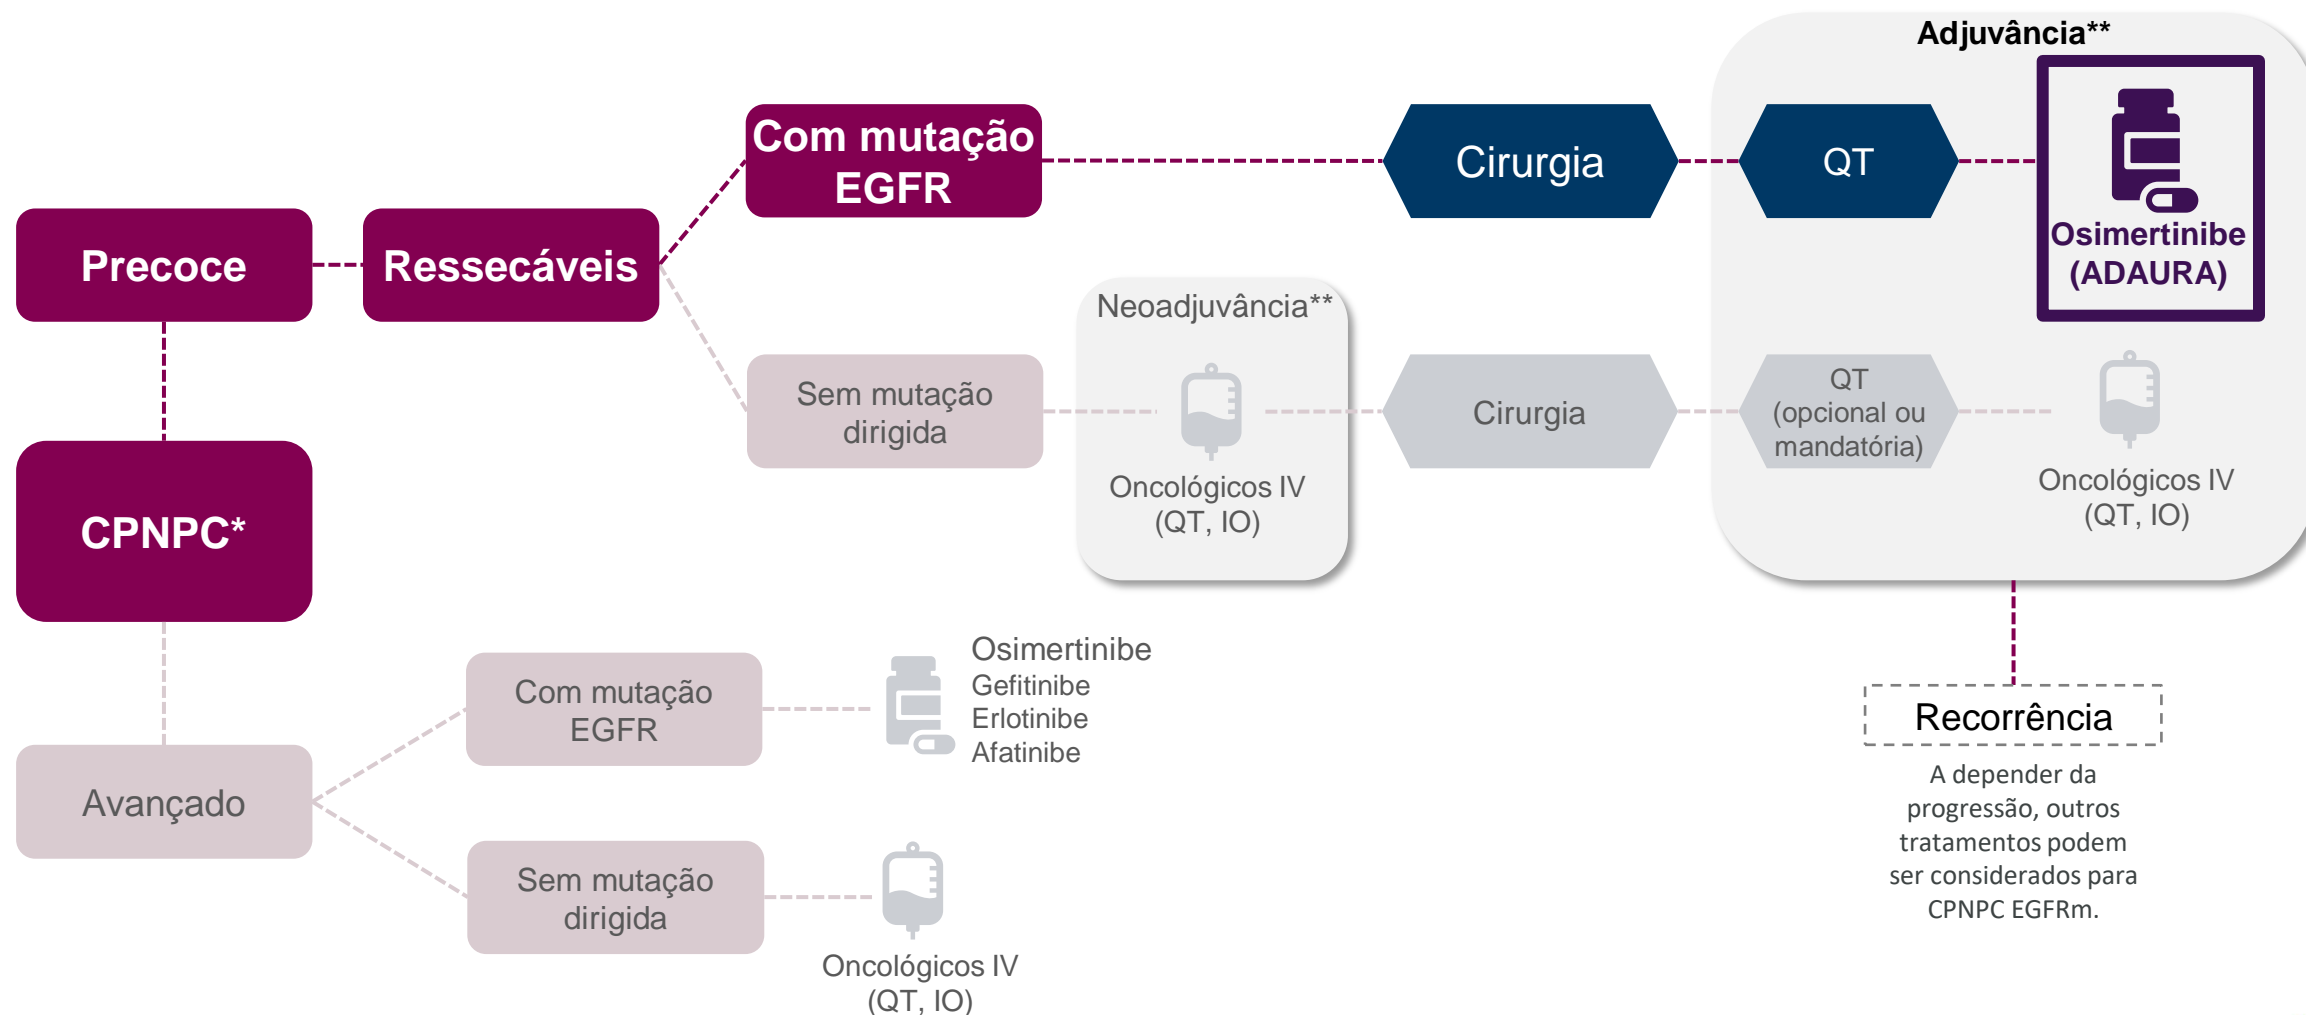 Adjuvância**
Com mutação
EGFR
Cirurgia
QT
Osimertinibe
(ADAURA)
Precoce
Ressecáveis
Neoadjuvância**
Sem mutação
dirigida
Oncológicos IV
(QT, IO)
Cirurgia
QT
(opcional ou
mandatória)
Oncológicos IV
(QT, IO)
CPNPC*
Avançado
Com mutação
EGFR
Osimertinibe
Gefitinibe
Erlotinibe
Afatinibe
Sem mutação
dirigida
Oncológicos IV
(QT, IO)
Recorrência
A depender da
progressão, outros
tratamentos podem
ser considerados para
CPNPC EGFRm.